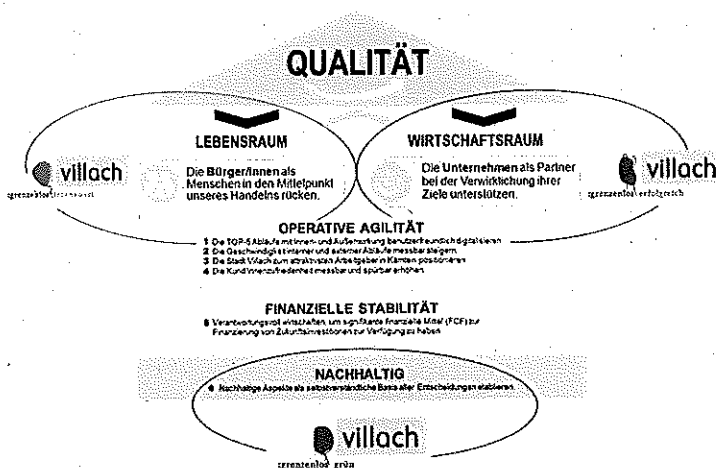 QUALITÄT
LEBENSRAUM
Die Bürger/innen als
Menschen in den Mittelpunkt
unseres Handelns rücken.
villach
WIRTSCHAFTSRAUM
Die Unternehmen als Partner
bei der Verwirklichung ihrer
Ziele unterstützen.
villach
:grenzenlos erfolgreich
OPERATIVE AGILITÄT
1 Die TOP-5 Abläufe mit Innen- und Außenwirkung benutzerfreundlich digitalisieren
2 Die Geschwindigkeit interner und externer Abläufe messbar steigern
3 Die Stadt Villach zum attraktivsten Arbeitgeber in Kärnten positionieren
4 Die Kund/innenzufriedenheit messbar und spürbar erhöhen
FINANZIELLE STABILITÄT
5 Verantwortungsvoll wirtschaften, um signifikante finanzielle Mittel (FCF) zur
Finanzierung von Zukunftsinvestitionen zur Verfügung zu haben
NACHHALTIG
6 Nachhaltige Aspekte als selbstverständliche Basis aller Entscheidungen etablieren.
villach
:grenzenlos grün